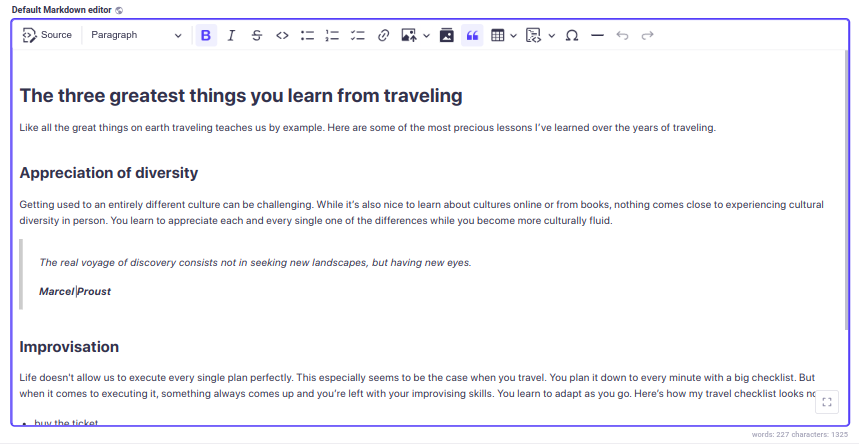 Default Markdown editor
Source Paragraph B I S
The three greatest things you learn from traveling
Like all the great things on earth traveling teaches us by example. Here are some of the most precious lessons I've learned over the years of traveling.
Appreciation of diversity
Getting used to an entirely different culture can be challenging. While it's also nice to learn about cultures online or from books, nothing comes close to experiencing cultural
diversity in person. You learn to appreciate each and every single one of the differences while you become more culturally fluid.
The real voyage of discovery consists not in seeking new landscapes, but having new eyes.
Marcel Proust
Improvisation
Life doesn't allow us to execute every single plan perfectly. This especially seems to be the case when you travel. You plan it down to every minute with a big checklist. But
when it comes to executing it, something always comes up and you're left with your improvising skills. You learn to adapt as you go. Here's how my travel checklist looks
buy the ticket
words: 227 characters: 1325